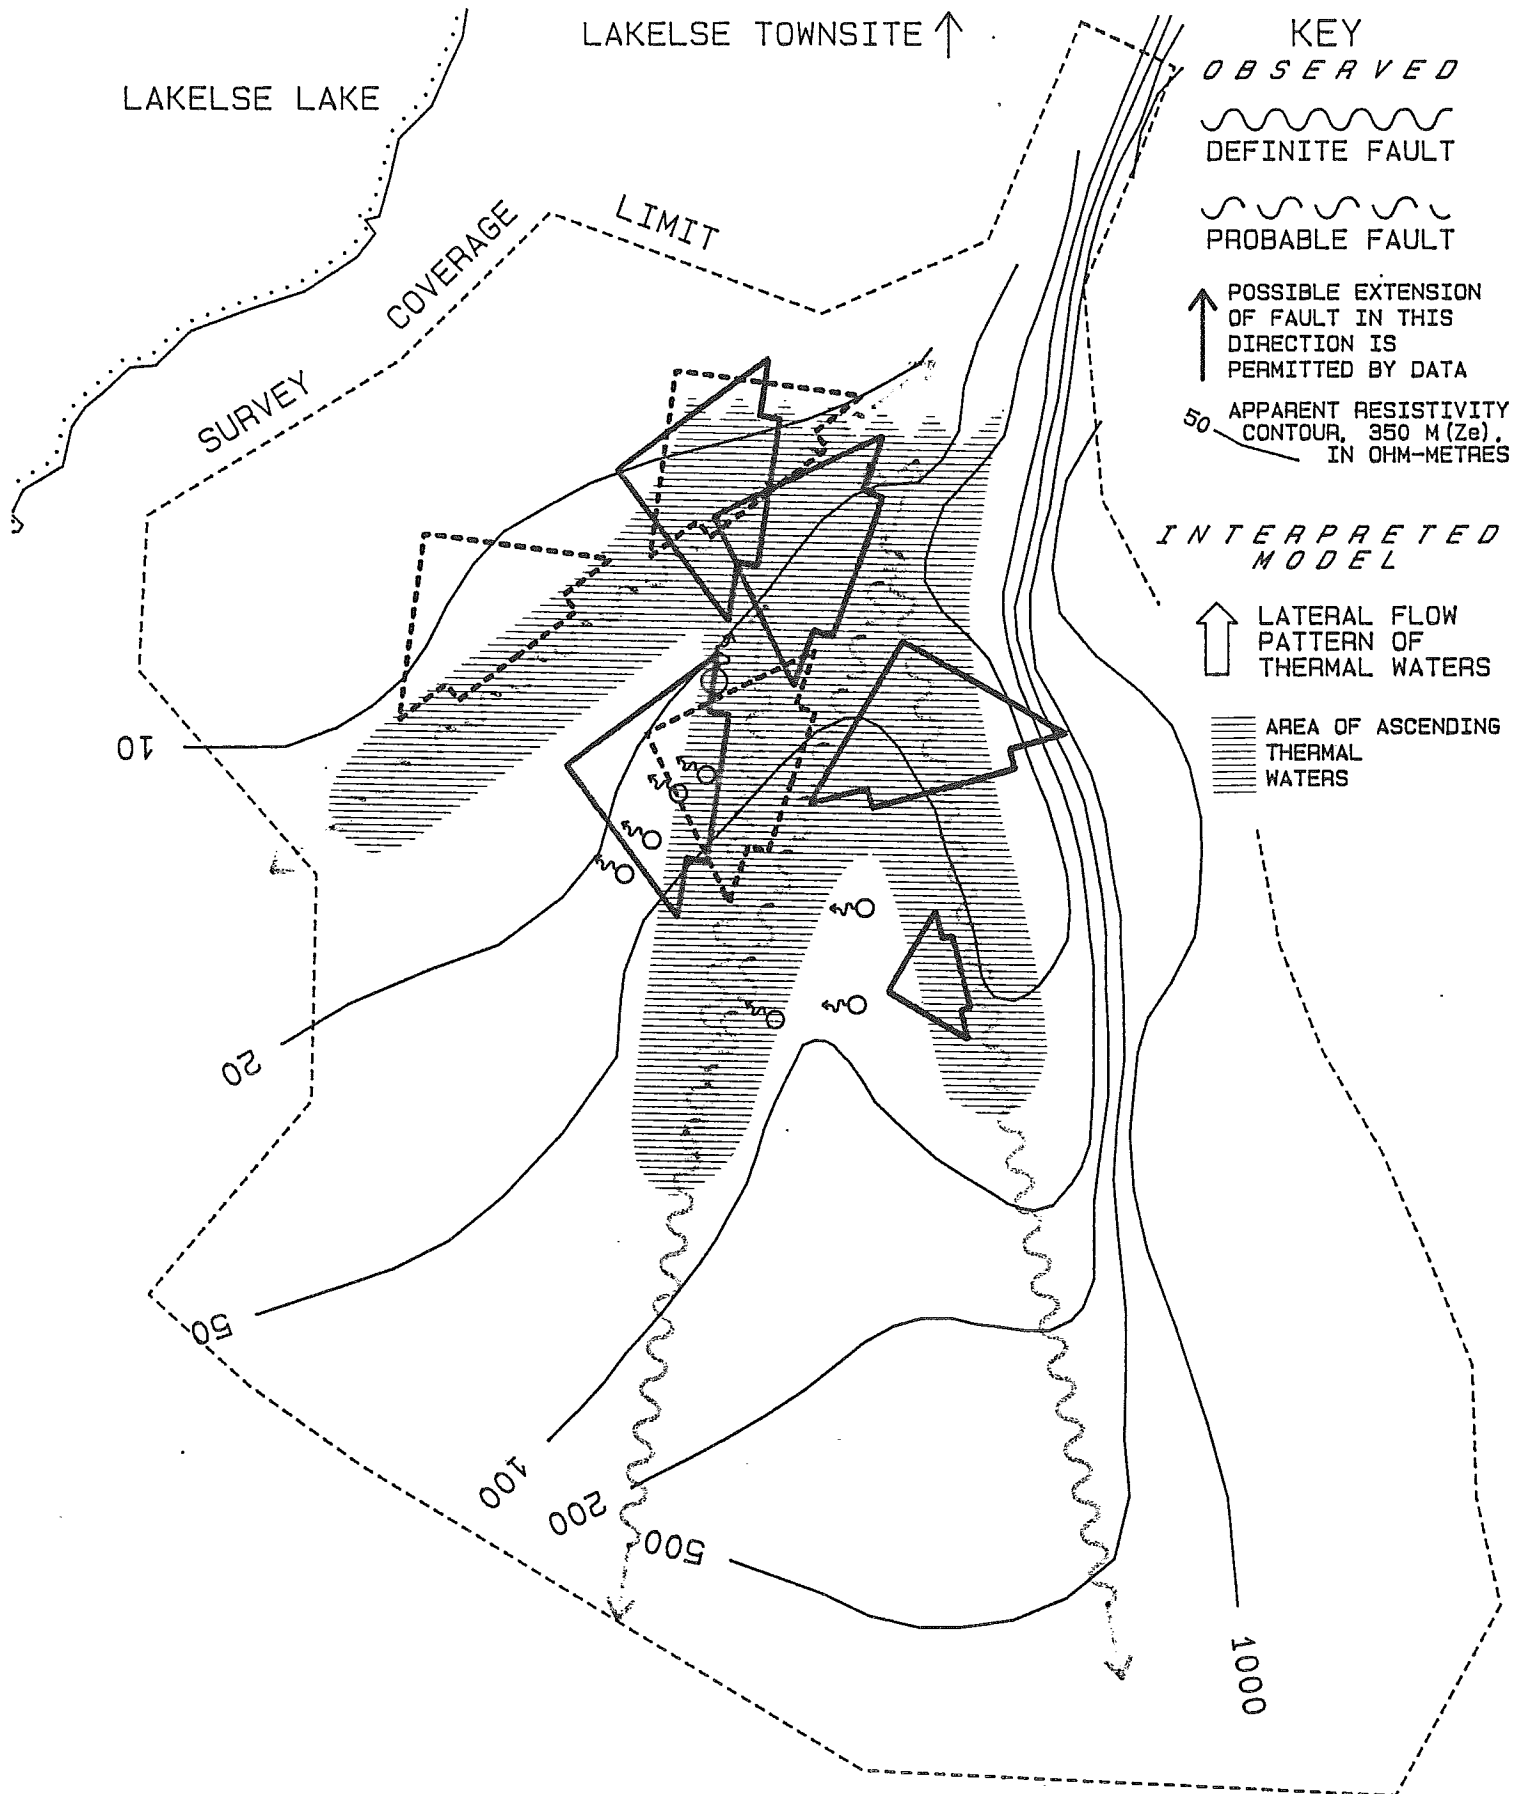 LAKELSE TOWNSITE
LAKELSE LAKE
SURVEY COVERAGE LIMIT
KEY
OBSERVED
DEFINITE FAULT
PROBABLE FAULT
POSSIBLE EXTENSION
OF FAULT IN THIS
DIRECTION IS
PERMITTED BY DATA
50
APPARENT RESISTIVITY
CONTOUR, 350 M(Ze),
IN OHM-METRES
INTERPRETED
MODEL
LATERAL FLOW
PATTERN OF
THERMAL WATERS
AREA OF ASCENDING
THERMAL
WATERS
10
20
50
100
200
500
1000